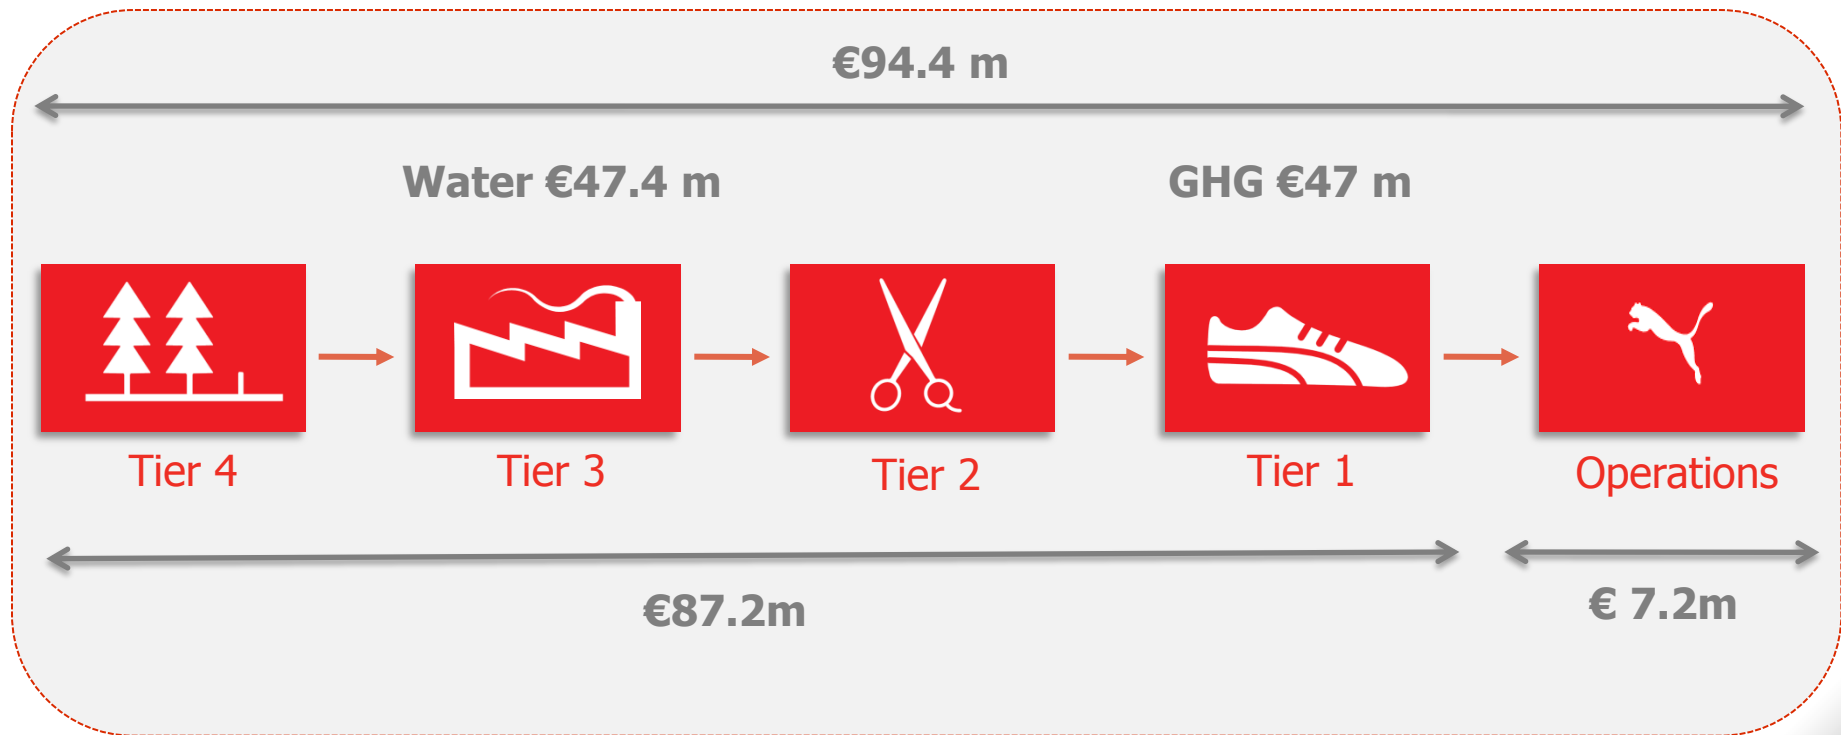 €94.4 m
Water €47.4 m
GHG €47 m
Tier 4
Tier 3
Tier 2
Tier 1
Operations
€87.2m
€ 7.2m